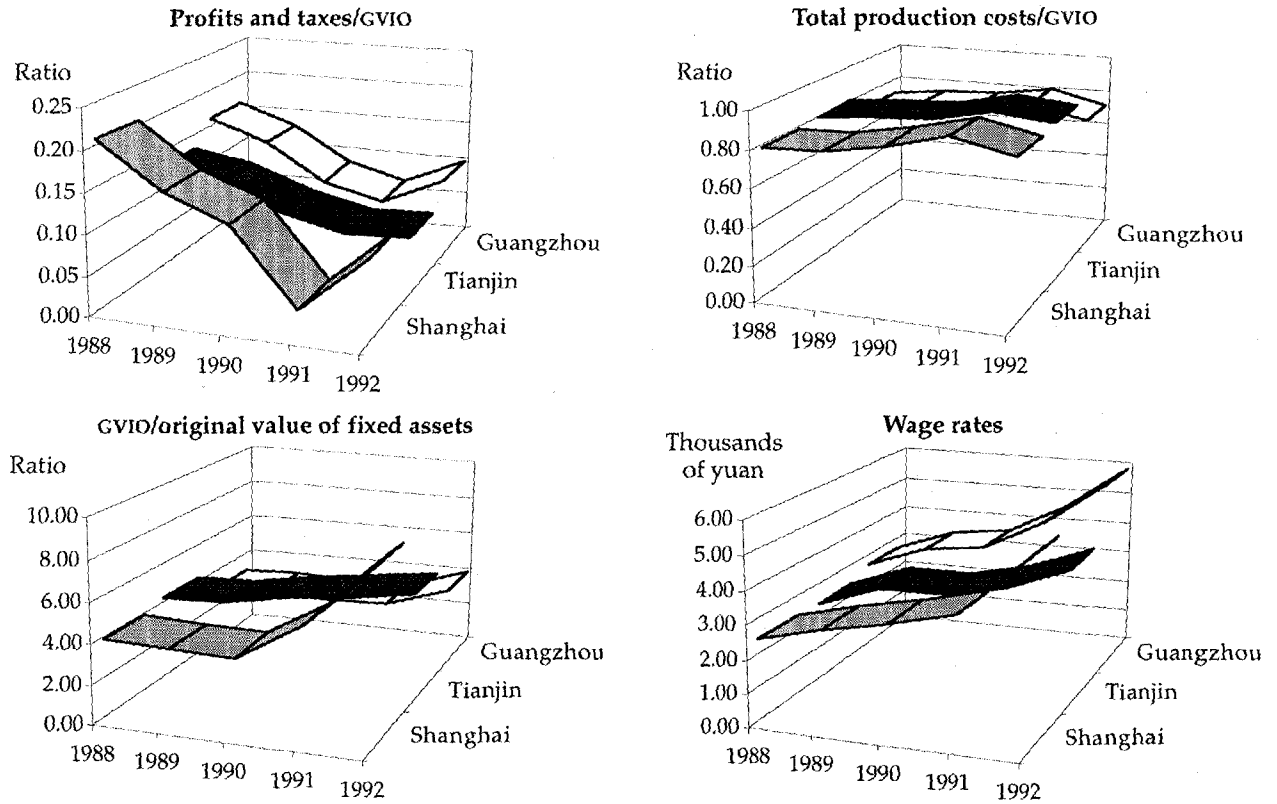 Profits and taxes/GVIO
Ratio
0.25
0.20
0.15
0.10
0.05
0.00
1988
1989
1990
1991
1992
Guangzhou
Tianjin
Shanghai
Total production costs/GVIO
Ratio
1.00
0.80
0.60
0.40
0.20
0.00
1988
1989
1990
1991
1992
Guangzhou
Tianjin
Shanghai
GVIO/original value of fixed assets
Ratio
10.00
8.00
6.00
4.00
2.00
0.00
1988
1989
1990
1991
1992
Guangzhou
Tianjin
Shanghai
Wage rates
Thousands
of yuan
6.00
5.00
4.00
3.00
2.00
1.00
0.00
1988
1989
1990
1991
1992
Guangzhou
Tianjin
Shanghai